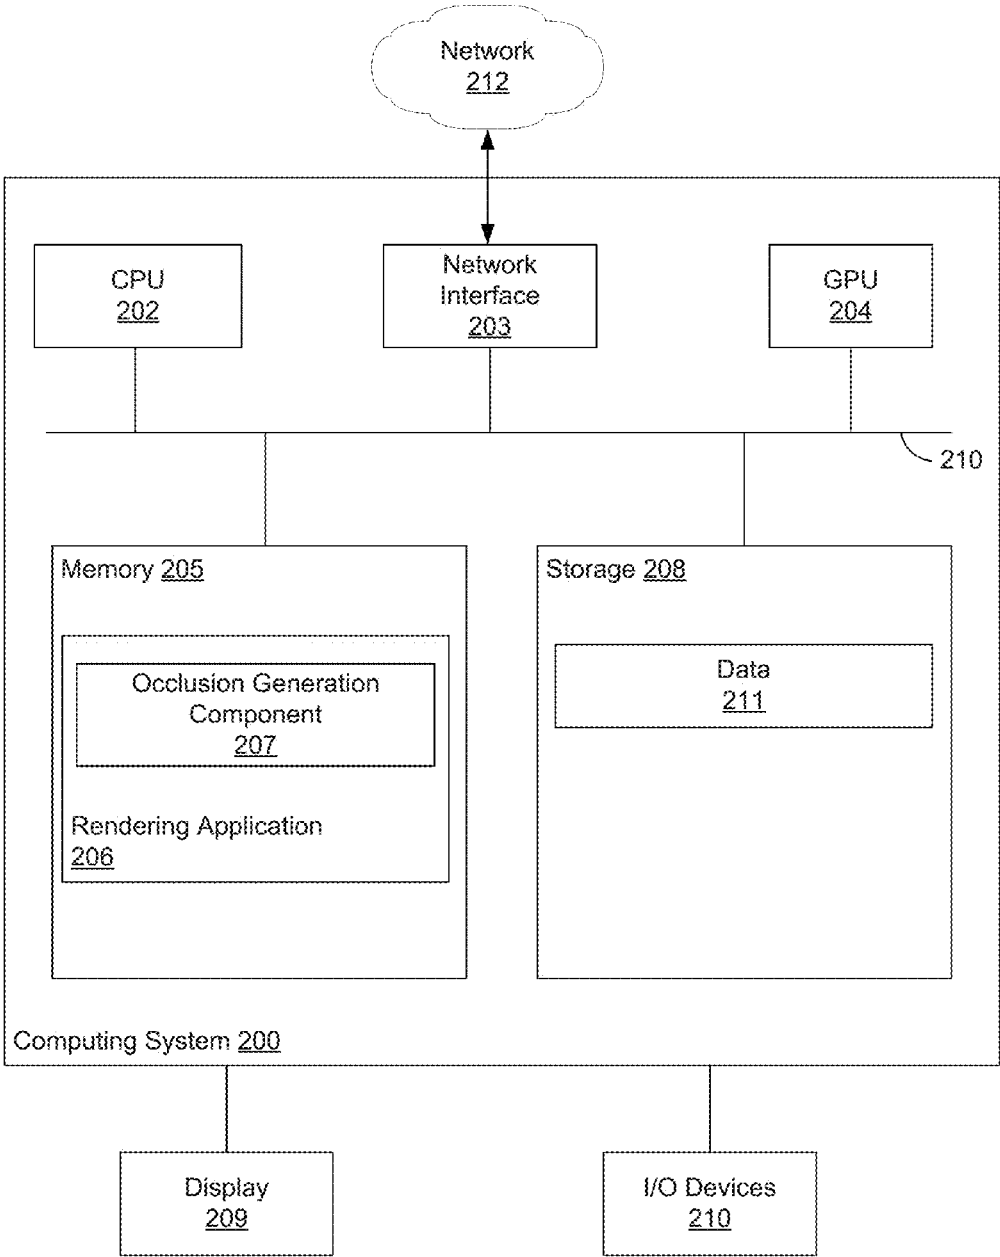 Network
212
CPU
202
Network
Interface
203
GPU
204
210
Memory 205
Storage 208
Occlusion Generation
Component
207
Data
211
Rendering Application
206
Computing System 200
Display
209
I/O Devices
210